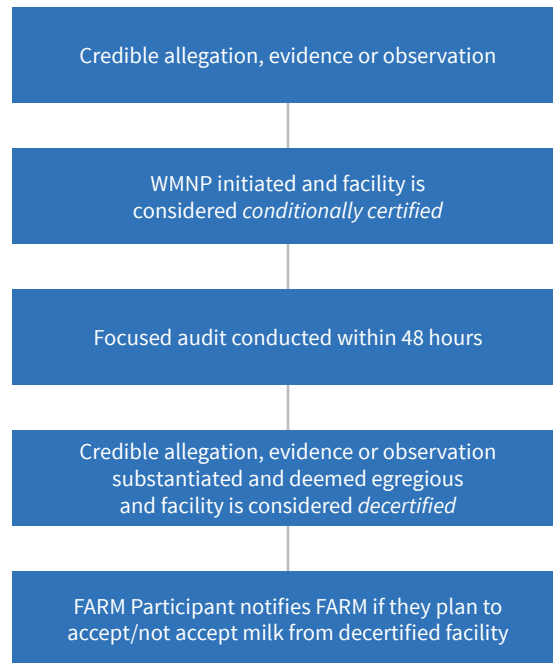 Credible allegation, evidence or observation
WMNP initiated and facility is
considered conditionally certified
Focused audit conducted within 48 hours
Credible allegation, evidence or observation
substantiated and deemed egregious
and facility is considered decertified
FARM Participant notifies FARM if they plan to
accept/not accept milk from decertified facility